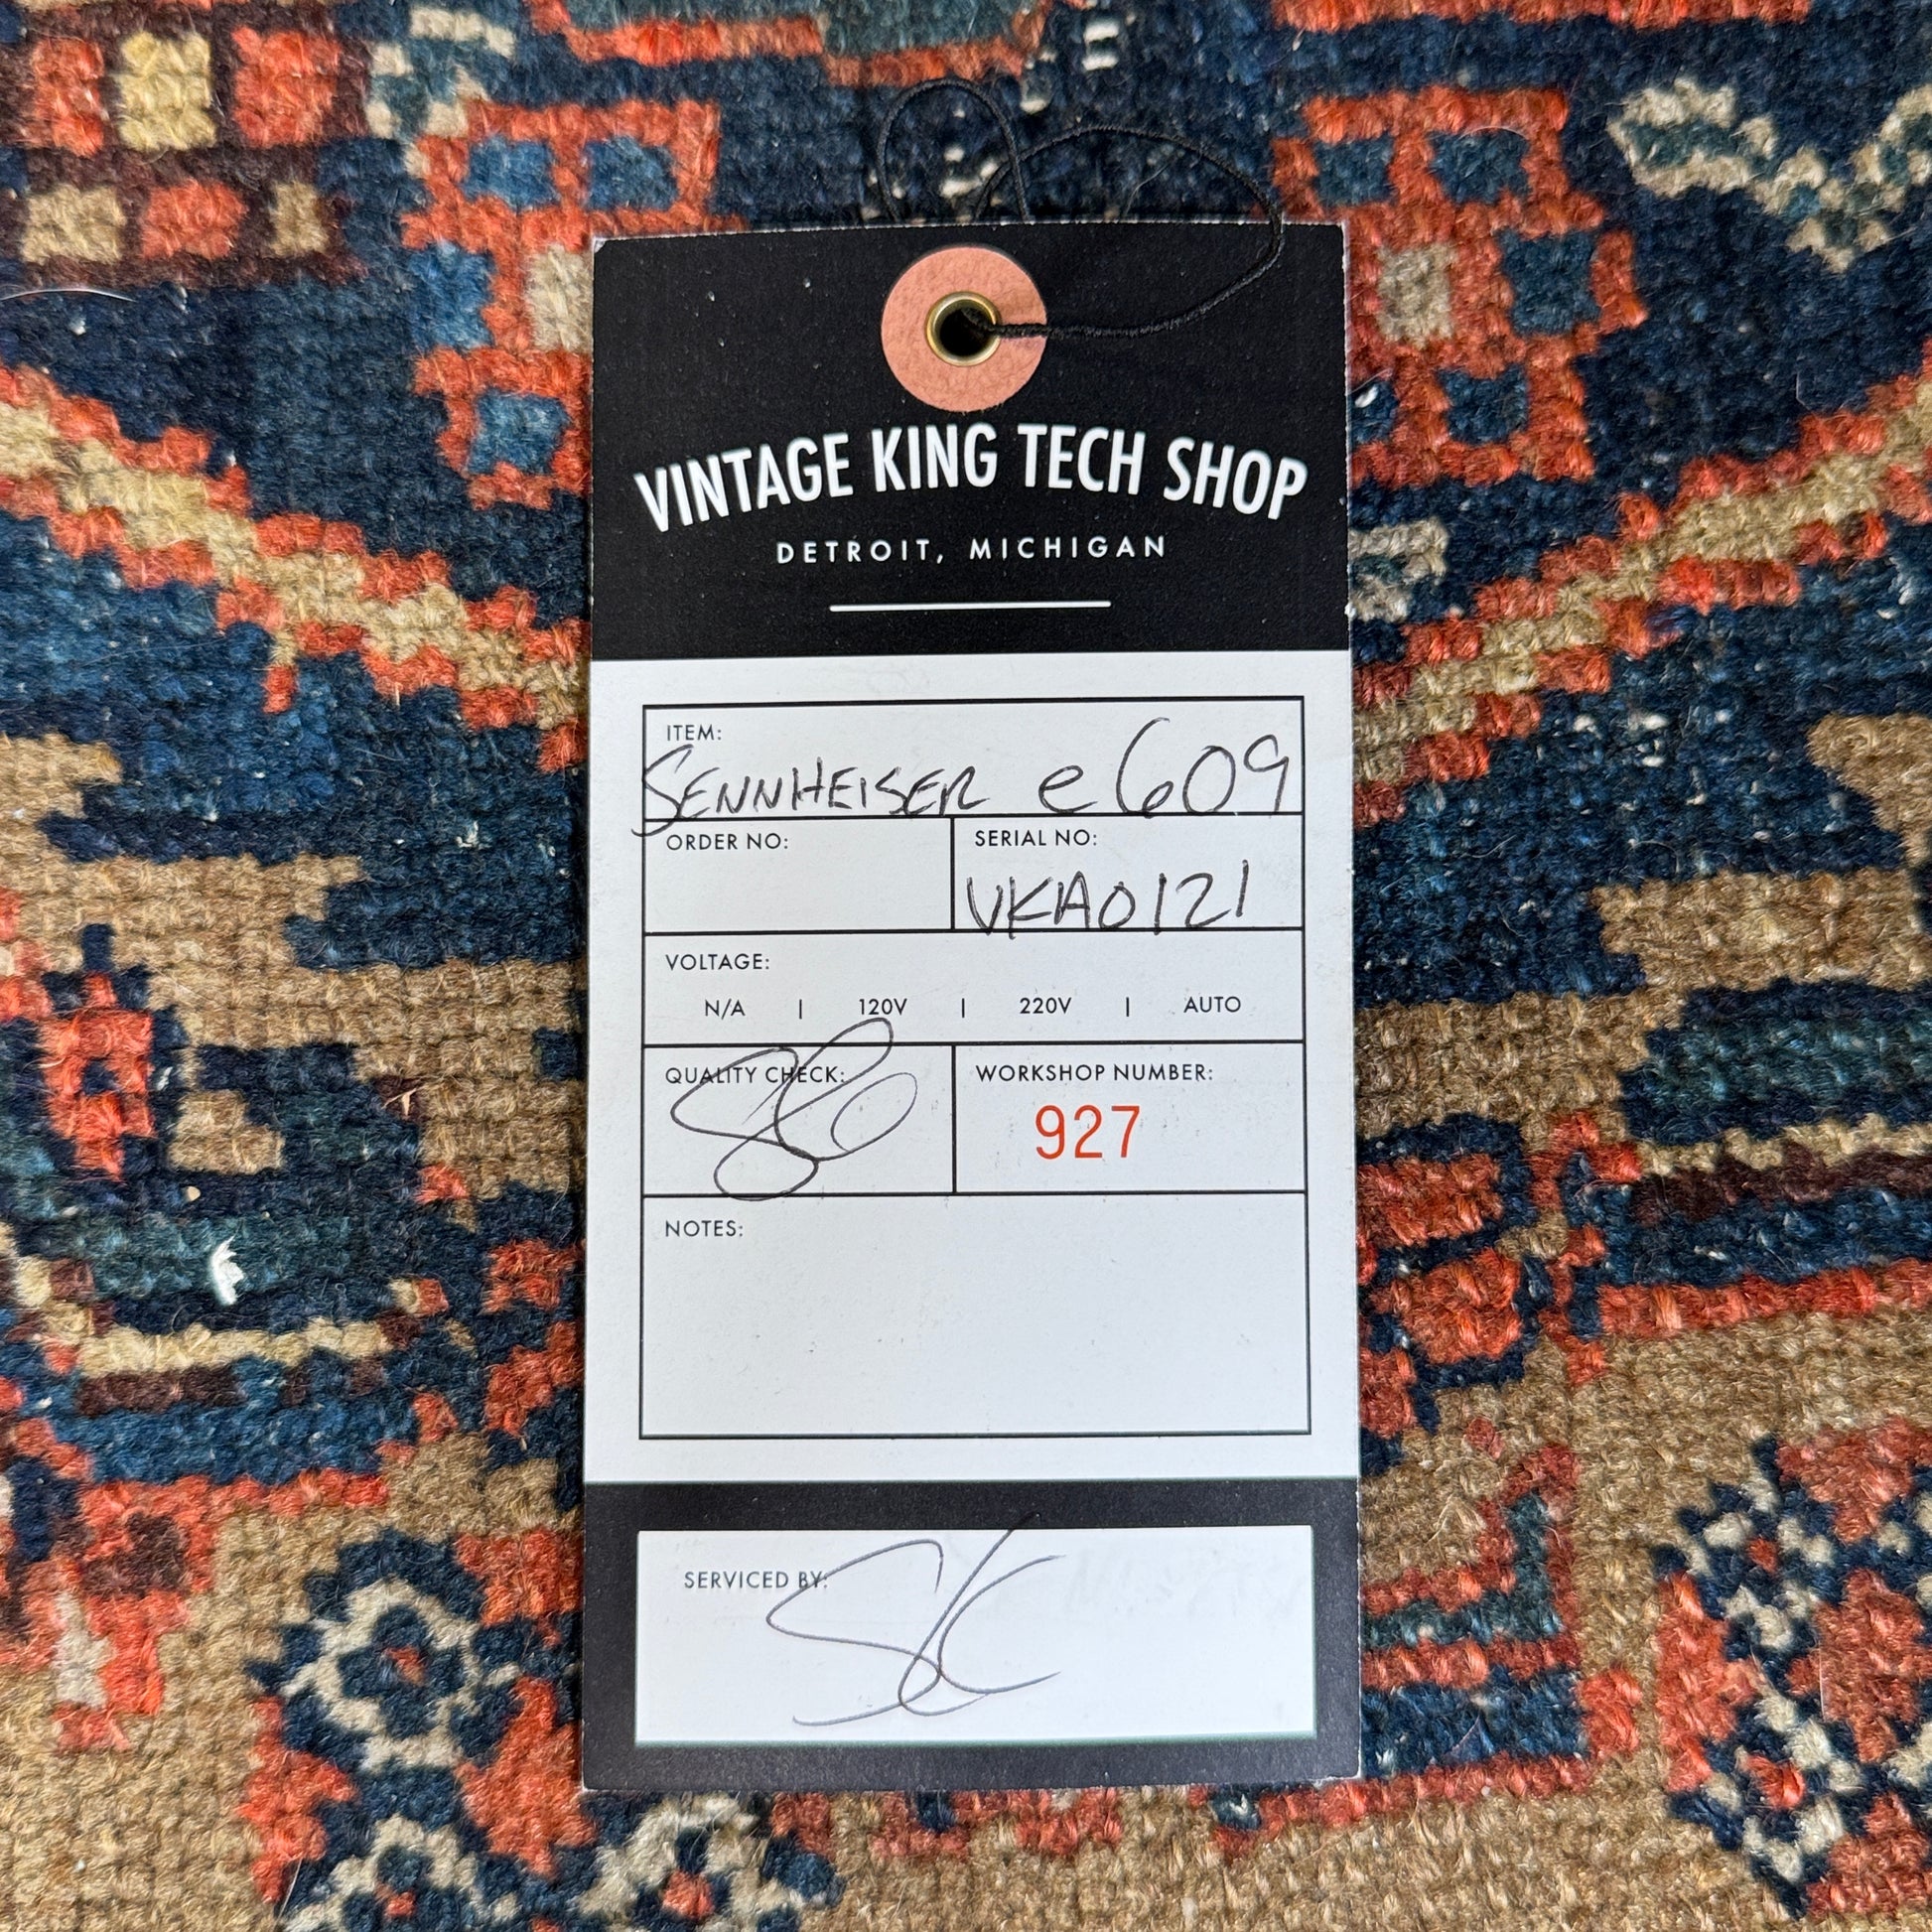 VINTAGE KING TECH SHOP
DETROIT, MICHIGAN
ITEM:
SENNHEISER e609
ORDER NO:
SERIAL NO:
VKA0121
VOLTAGE:
N/A | 120V | 220V | AUTO
QUALITY CHECK:
WORKSHOP NUMBER:
927
NOTES:
SERVICED BY: